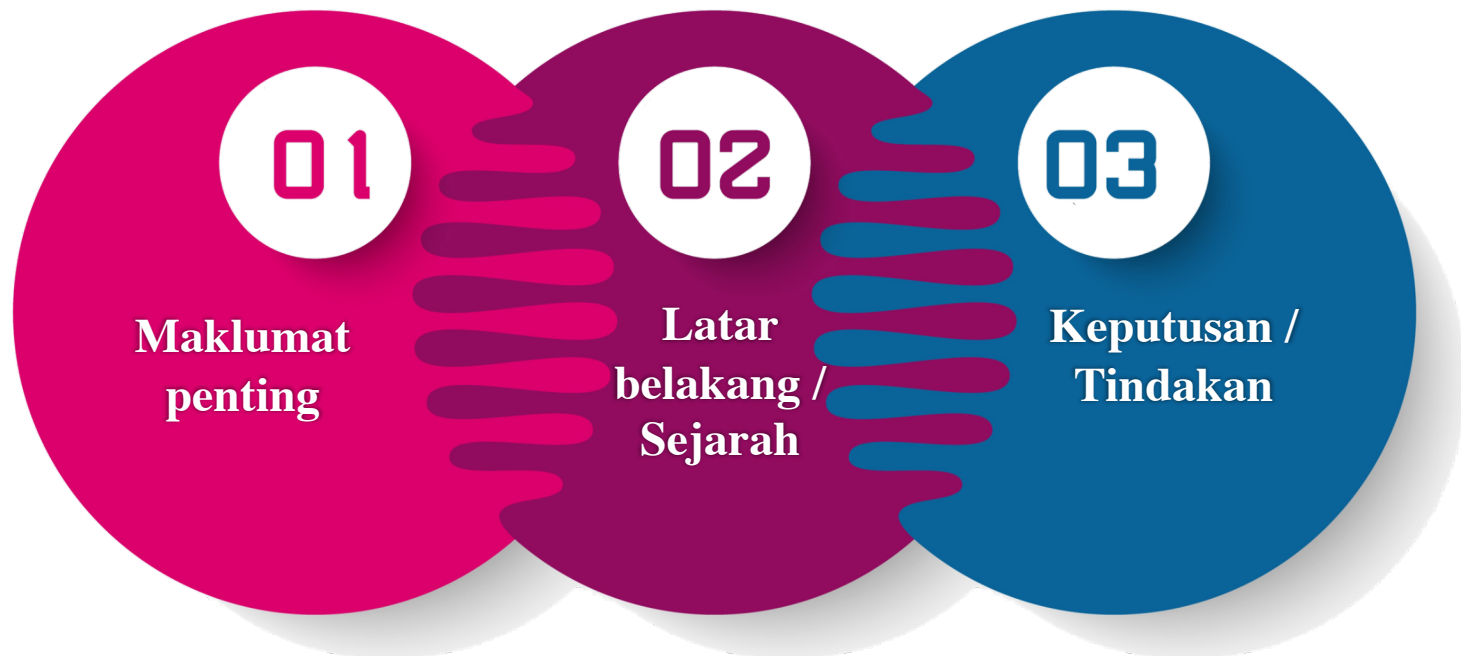 01
Maklumat
penting
02
Latar
belakang /
Sejarah
03
Keputusan /
Tindakan